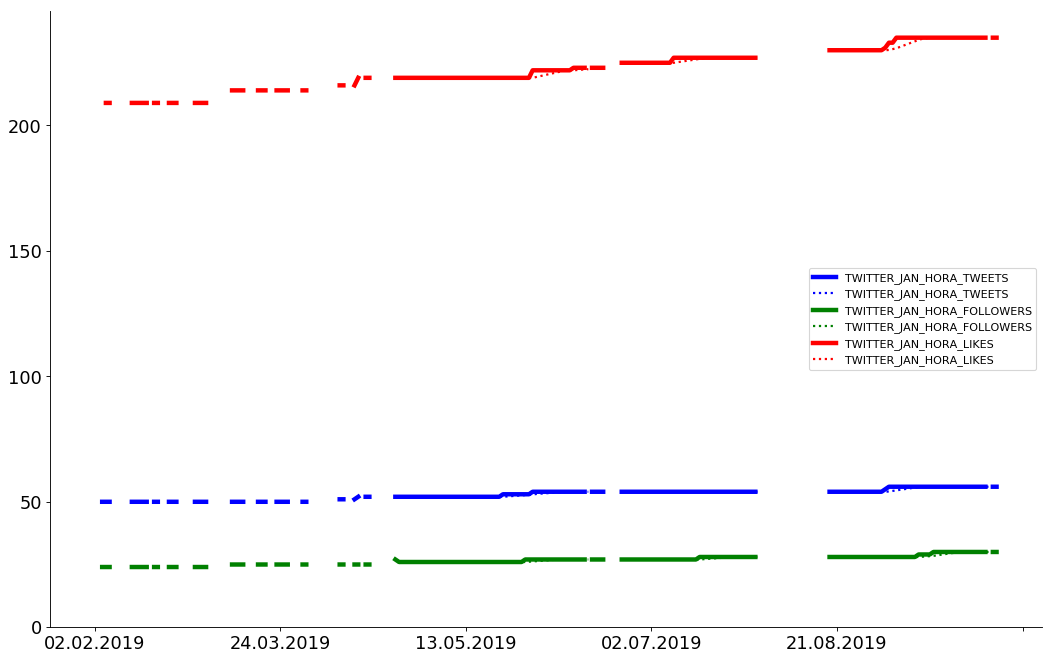 200
150
100
50
0
02.02.2019 24.03.2019 13.05.2019 02.07.2019 21.08.2019
TWITTER_JAN_HORA_TWEETS
TWITTER_JAN_HORA_TWEETS
TWITTER_JAN_HORA_FOLLOWERS
TWITTER_JAN_HORA_FOLLOWERS
TWITTER_JAN_HORA_LIKES
TWITTER_JAN_HORA_LIKES